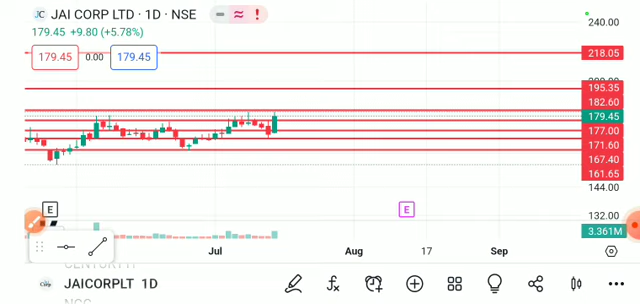 JC JAI CORP LTD · 1D · NSE
179.45 +9.80 (+5.78%)
179.45 0.00 179.45
240.00
218.05
195.35
182.60
179.45
177.00
171.60
167.40
161.65
144.00
132.00
3.361M
E E
Jul Aug 17 Sep
JAICORPLT 1D